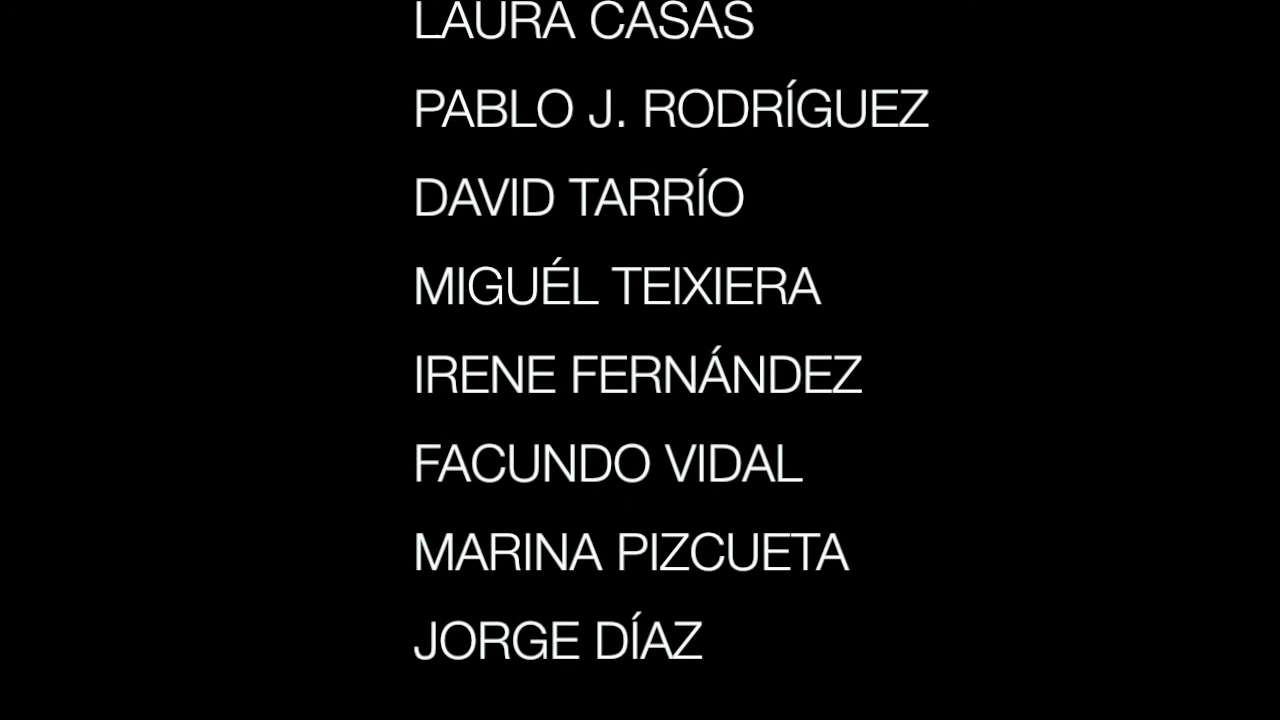 LAURA CASAS
PABLO J. RODRÍGUEZ
DAVID TARRÍO
MIGUÉL TEIXIERA
IRENE FERNÁNDEZ
FACUNDO VIDAL
MARINA PIZCUETA
JORGE DÍAZ